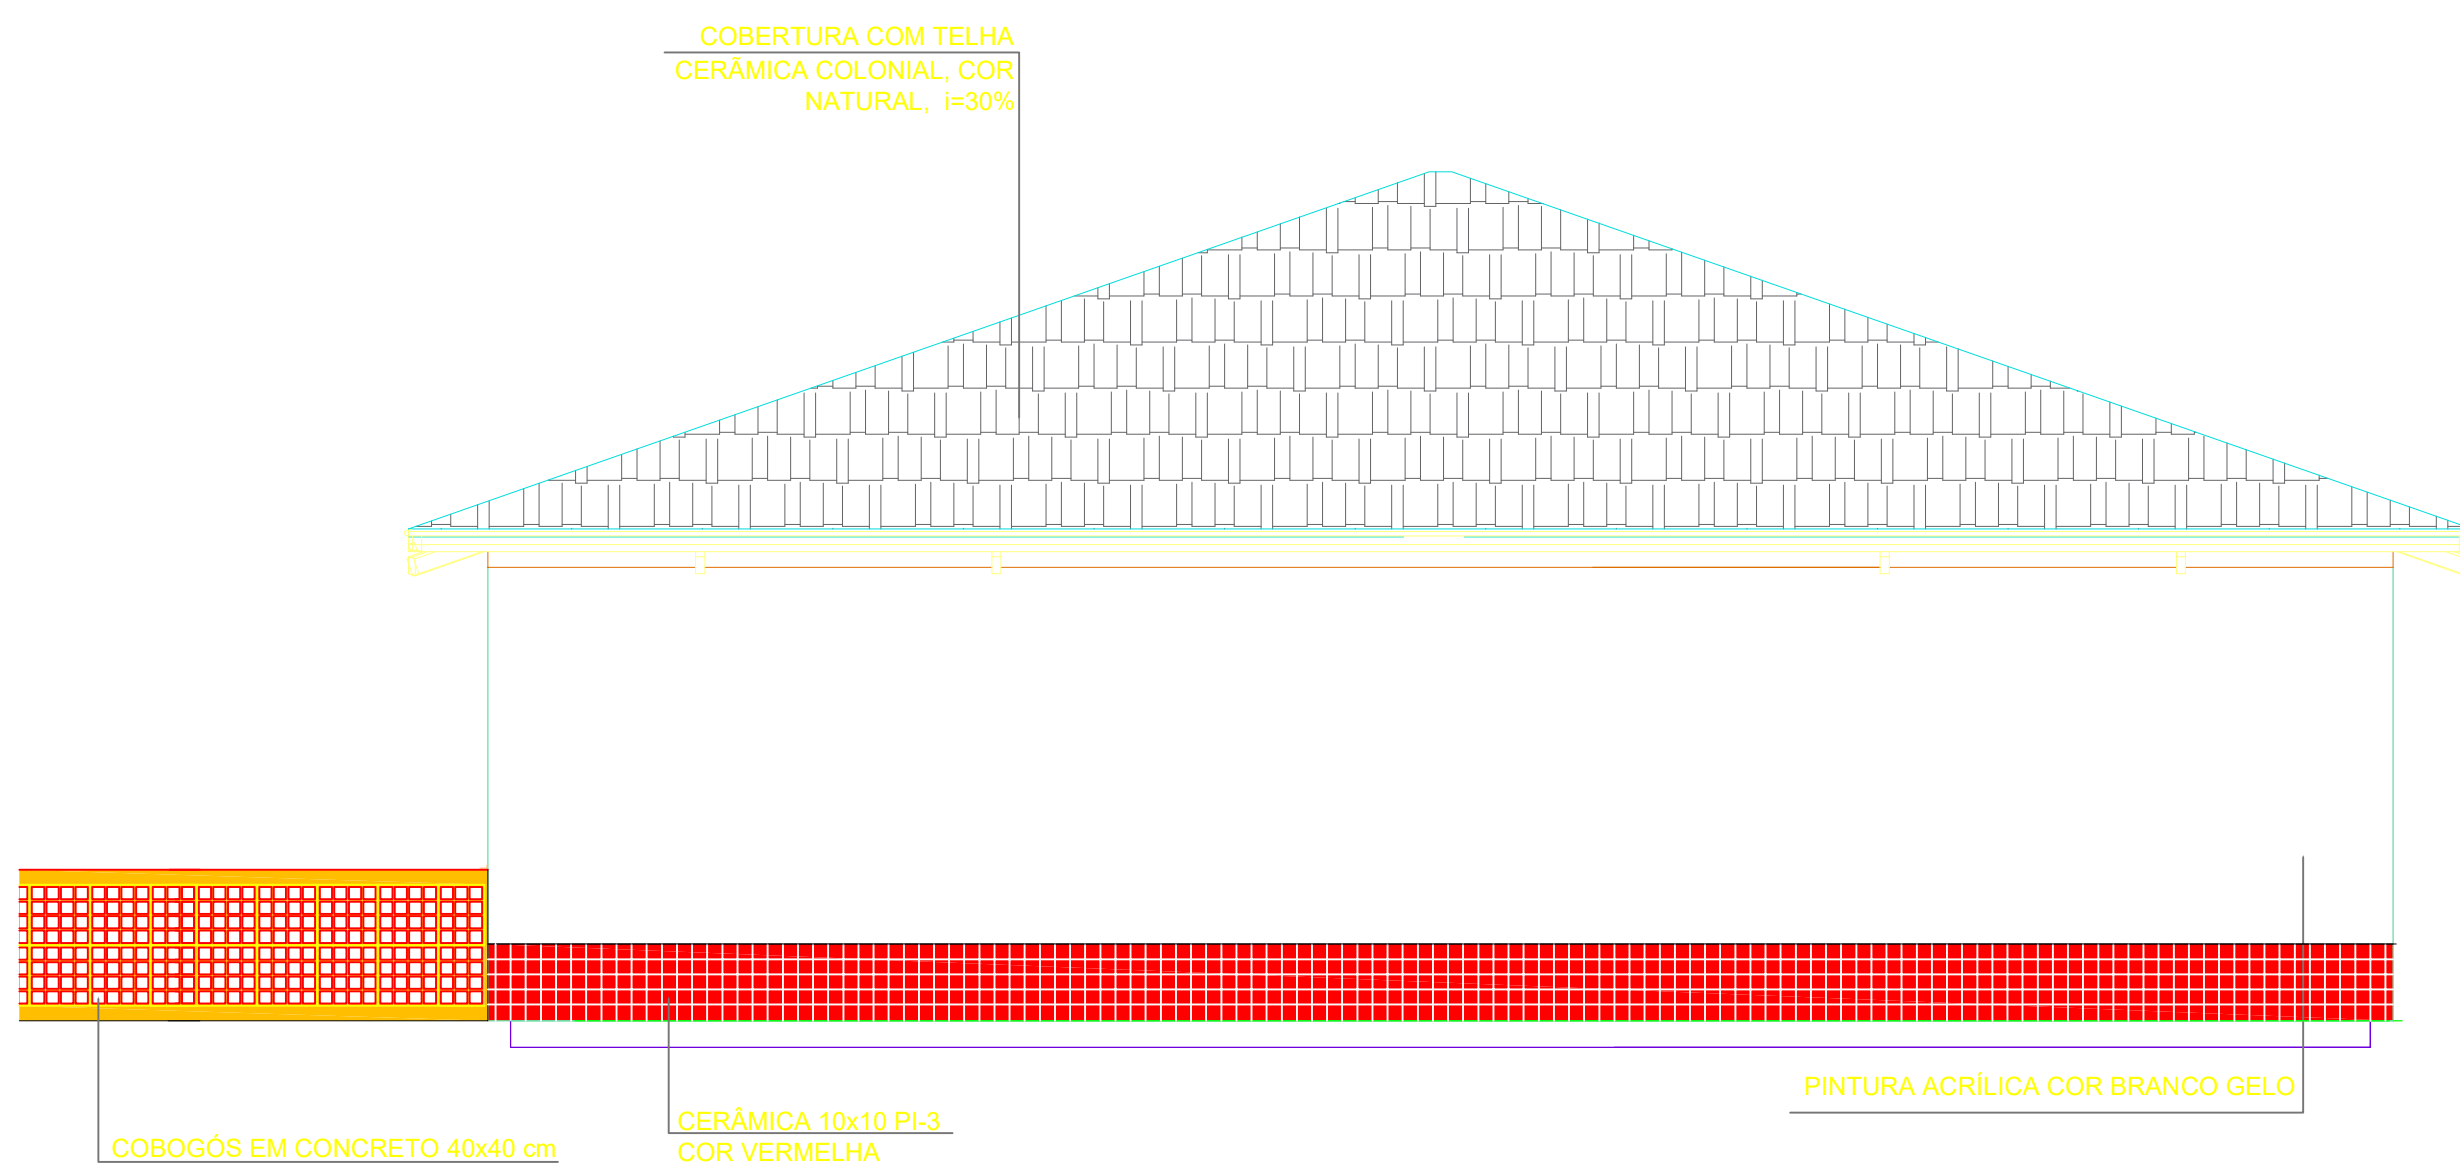 COBERTURA COM TELHA
CERÃMICA COLONIAL, COR
NATURAL, i=30%
PINTURA ACRÍLICA COR BRANCO GELO
CERÂMICA 10x10 PI-3
COR VERMELHA
COBOGÓS EM CONCRETO 40x40 cm